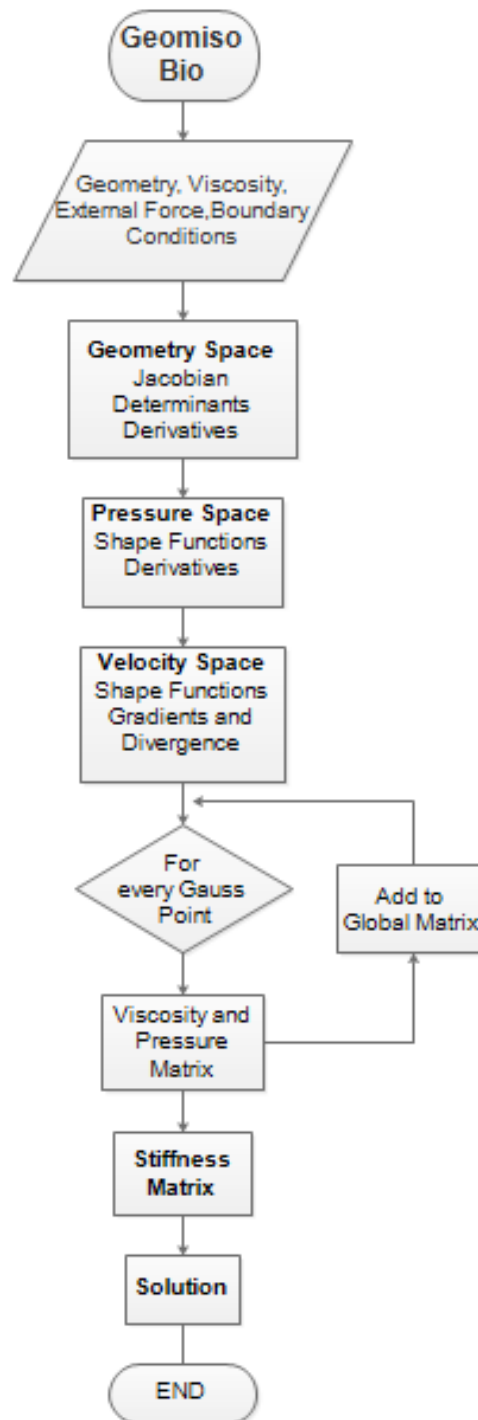 Geomiso
Bio
Geometry, Viscosity,
External Force,Boundary
Conditions
Geometry Space
Jacobian
Determinants
Derivatives
Pressure Space
Shape Functions
Derivatives
Velocity Space
Shape Functions
Gradients and
Divergence
For
every Gauss
Point
Add to
Global Matrix
Viscosity and
Pressure
Matrix
Stiffness
Matrix
Solution
END